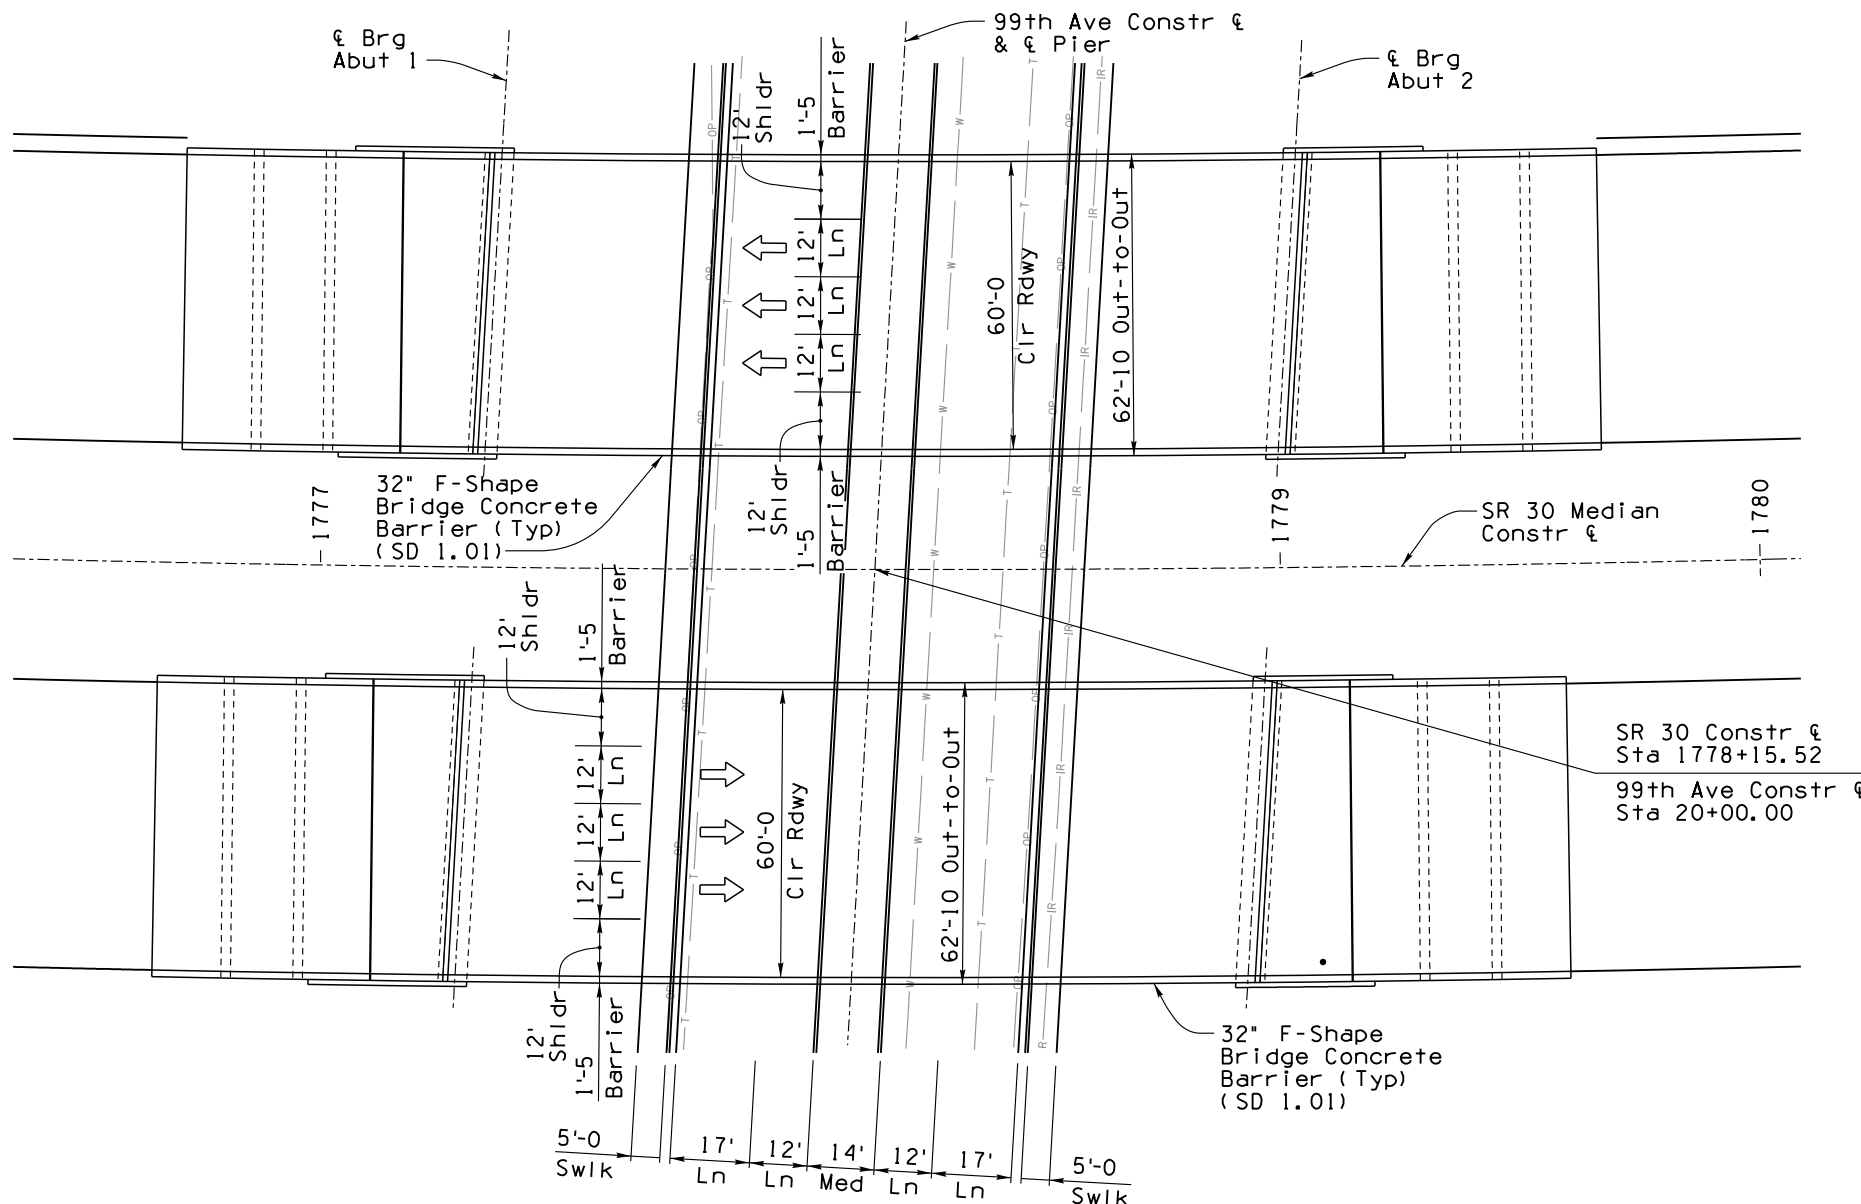 ℄ Brg
Abut 1
99th Ave Constr ℄
& ℄ Pier
℄ Brg
Abut 2
12'
Shldr
1'-5
Barrier
12'
Ln
12'
Ln
12'
Ln
12'
Shldr
1'-5
Barrier
60'-0
Clr Rdwy
62'-10 Out-to-Out
32" F-Shape
Bridge Concrete
Barrier (Typ)
(SD 1.01)
1777
1779
1780
SR 30 Median
Constr ℄
12'
Shldr
1'-5
Barrier
12'
Ln
12'
Ln
12'
Ln
12'
Shldr
1'-5
Barrier
60'-0
Clr Rdwy
62'-10 Out-to-Out
SR 30 Constr ℄
Sta 1778+15.52
99th Ave Constr ℄
Sta 20+00.00
32" F-Shape
Bridge Concrete
Barrier (Typ)
(SD 1.01)
5'-0
Swlk
17'
Ln
12'
Ln
14'
Med
12'
Ln
17'
Ln
5'-0
Swlk